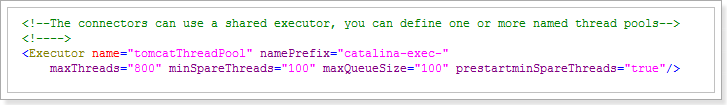 <!--The connectors can use a shared executor, you can define one or more named thread pools-->
<!---->
<Executor name="tomcatThreadPool" namePrefix="catalina-exec-"
maxThreads="800" minSpareThreads="100" maxQueueSize="100" prestartminSpareThreads="true"/>